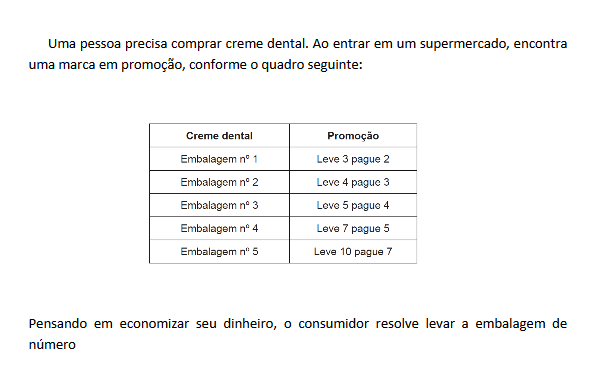 Uma pessoa precisa comprar creme dental. Ao entrar em um supermercado, encontra
uma marca em promoção, conforme o quadro seguinte:
Creme dental Promoção
Embalagem nº 1 Leve 3 pague 2
Embalagem nº 2 Leve 4 pague 3
Embalagem nº 3 Leve 5 pague 4
Embalagem nº 4 Leve 7 pague 5
Embalagem nº 5 Leve 10 pague 7
Pensando em economizar seu dinheiro, o consumidor resolve levar a embalagem de
número